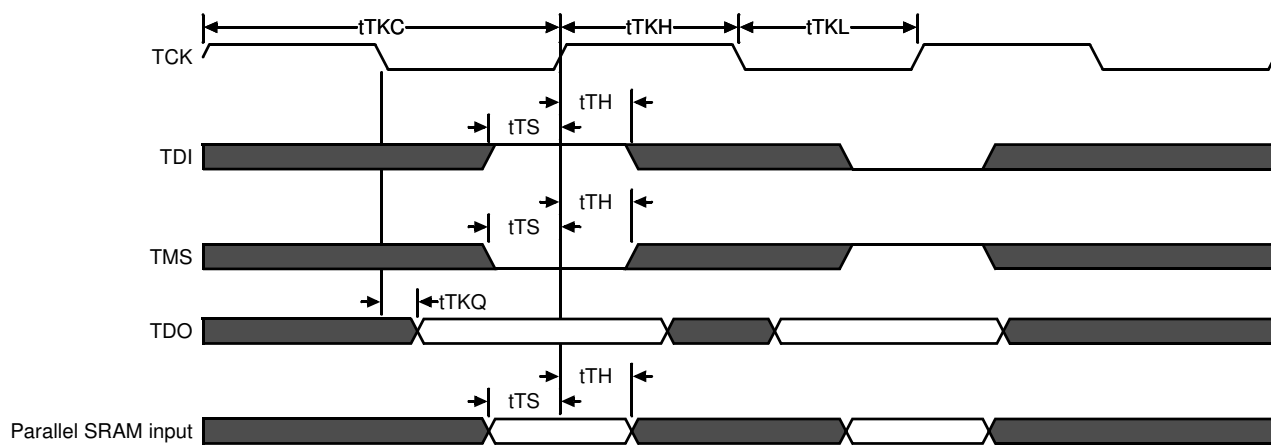 tTKC
tTKH
tTKL
TCK
tTH
tTS
TDI
tTH
tTS
TMS
tTKQ
TDO
tTH
tTS
Parallel SRAM input